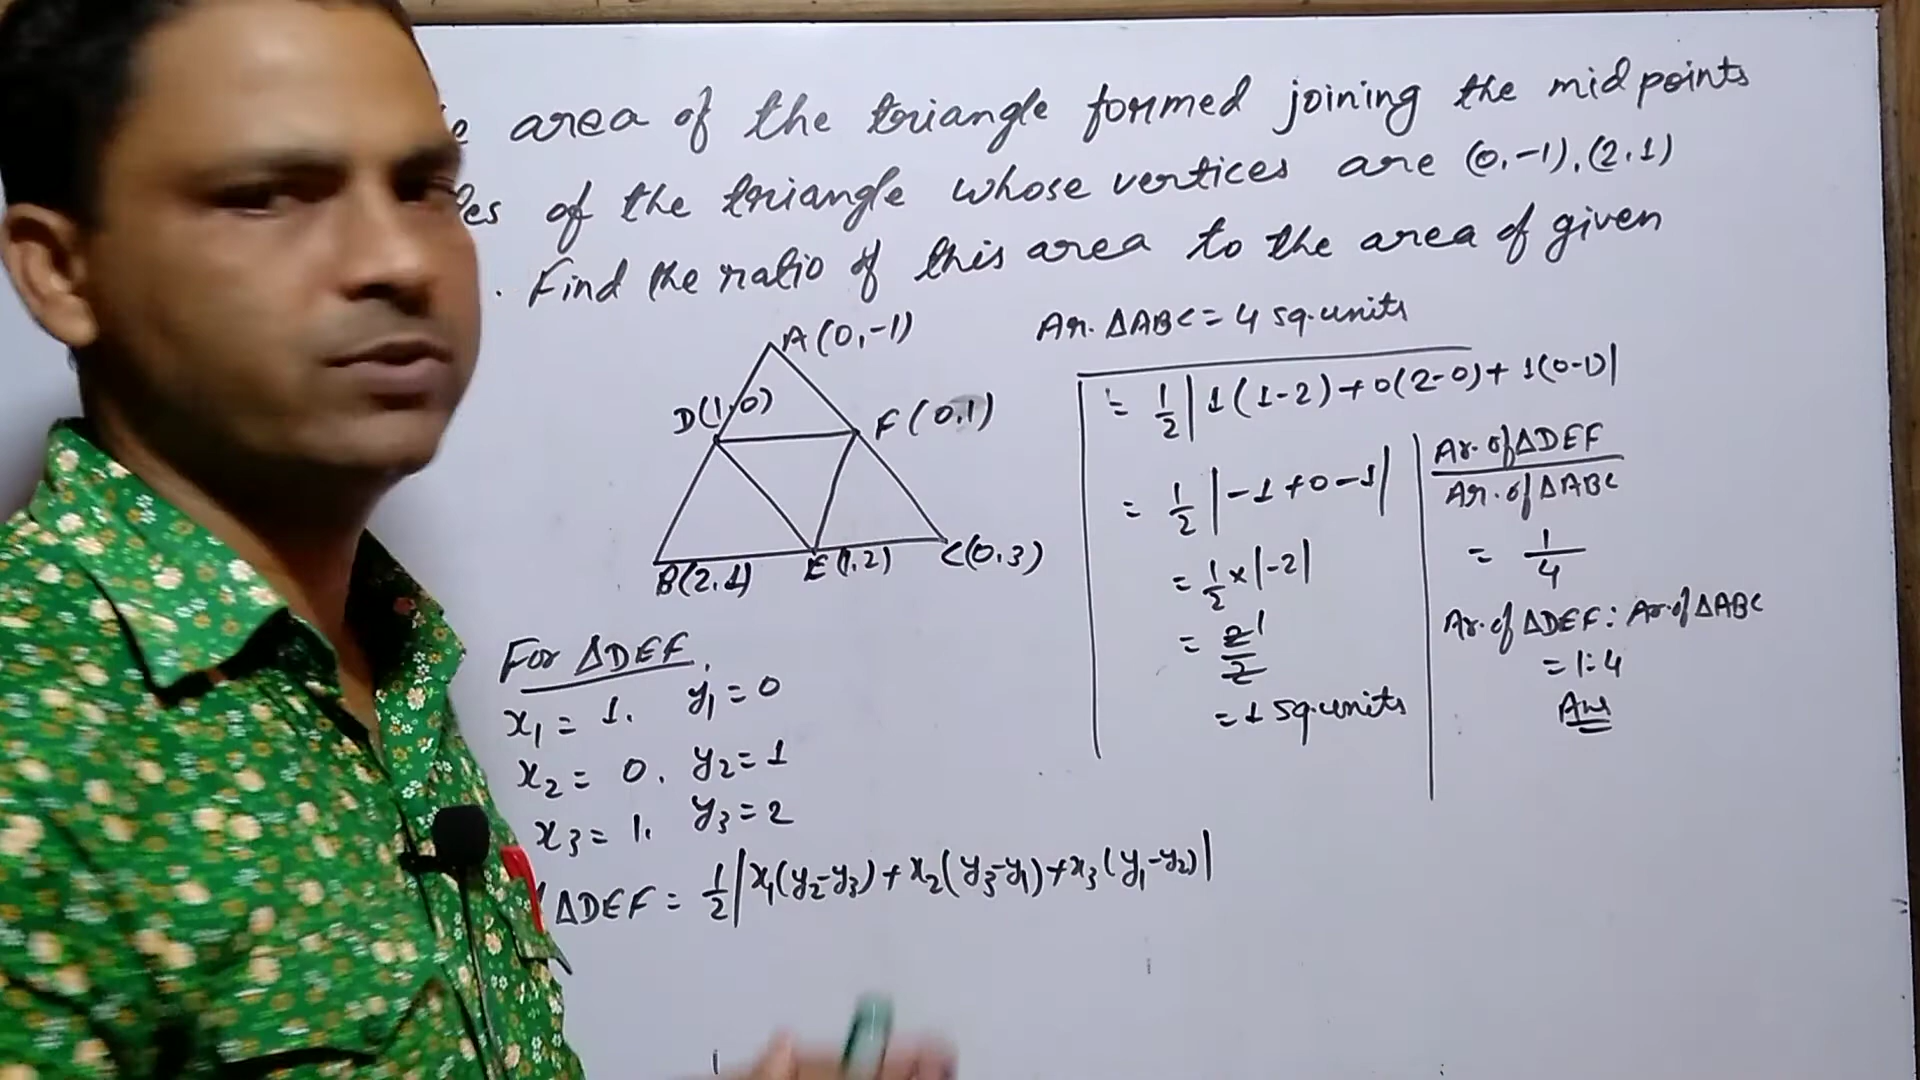 area of the triangle formed joining the mid points
of the triangle whose vertices are (0,-1), (2,1)
. Find the ratio of this area to the area of given
A(0,-1)
D(1,0)
F(0,1)
B(2,1)
E(1,2)
C(0,3)
For ΔDEF,
x₁ = 1, y₁ = 0
x₂ = 0, y₂ = 1
x₃ = 1, y₃ = 2
ΔDEF = 1/2 |x₁(y₂-y₃)+x₂(y₃-y₁)+x₃(y₁-y₂)|
Ar. ΔABC = 4 sq.units
= 1/2 |1(1-2)+0(2-0)+1(0-1)|
= 1/2 |-1+0-1|
= 1/2 × |-2|
= 2/2 1
= 1 sq.units
Ar. of ΔDEF
Ar. of ΔABC
= 1/4
Ar. of ΔDEF : Ar. of ΔABC
= 1:4
Ans